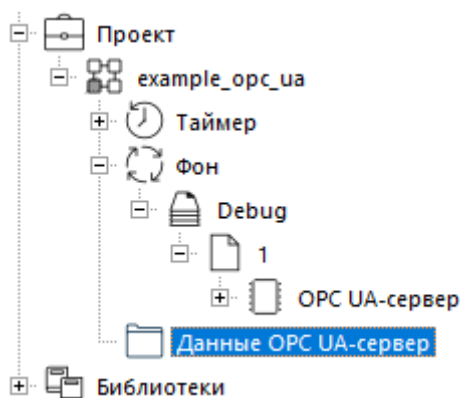 Проект
example_opc_ua
Таймер
Фон
Debug
1
OPC UA-сервер
Данные OPC UA-сервер
Библиотеки